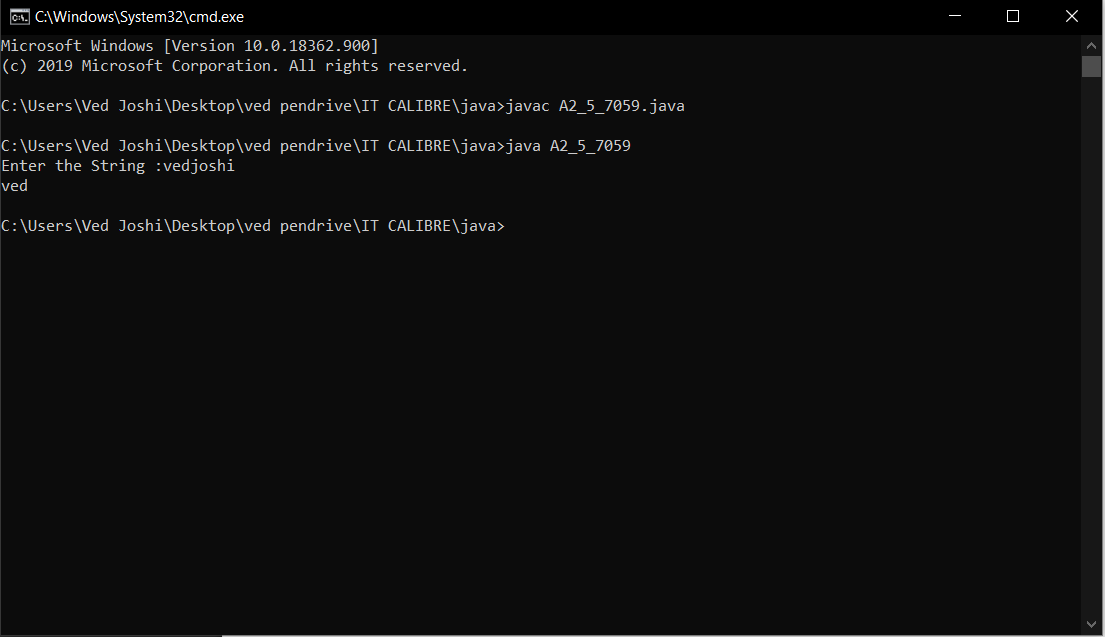 C:\Windows\System32\cmd.exe
Microsoft Windows [Version 10.0.18362.900]
(c) 2019 Microsoft Corporation. All rights reserved.
C:\Users\Ved Joshi\Desktop\ved pendrive\IT CALIBRE\java>javac A2_5_7059.java
C:\Users\Ved Joshi\Desktop\ved pendrive\IT CALIBRE\java>java A2_5_7059
Enter the String :vedjoshi
ved
C:\Users\Ved Joshi\Desktop\ved pendrive\IT CALIBRE\java>